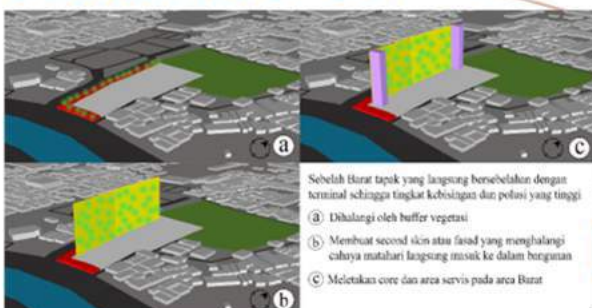 a
c
b
Sebelah Barat tapak yang langsung bersebelahan dengan
terminal sehingga tingkat kebisingan dan polusi yang tinggi
a Dihalangi oleh buffer vegetasi
b Membuat second skin atau fasad yang menghalangi
cahaya matahari langsung masuk ke dalam bangunan
c Meletakan core dan area servis pada area Barat